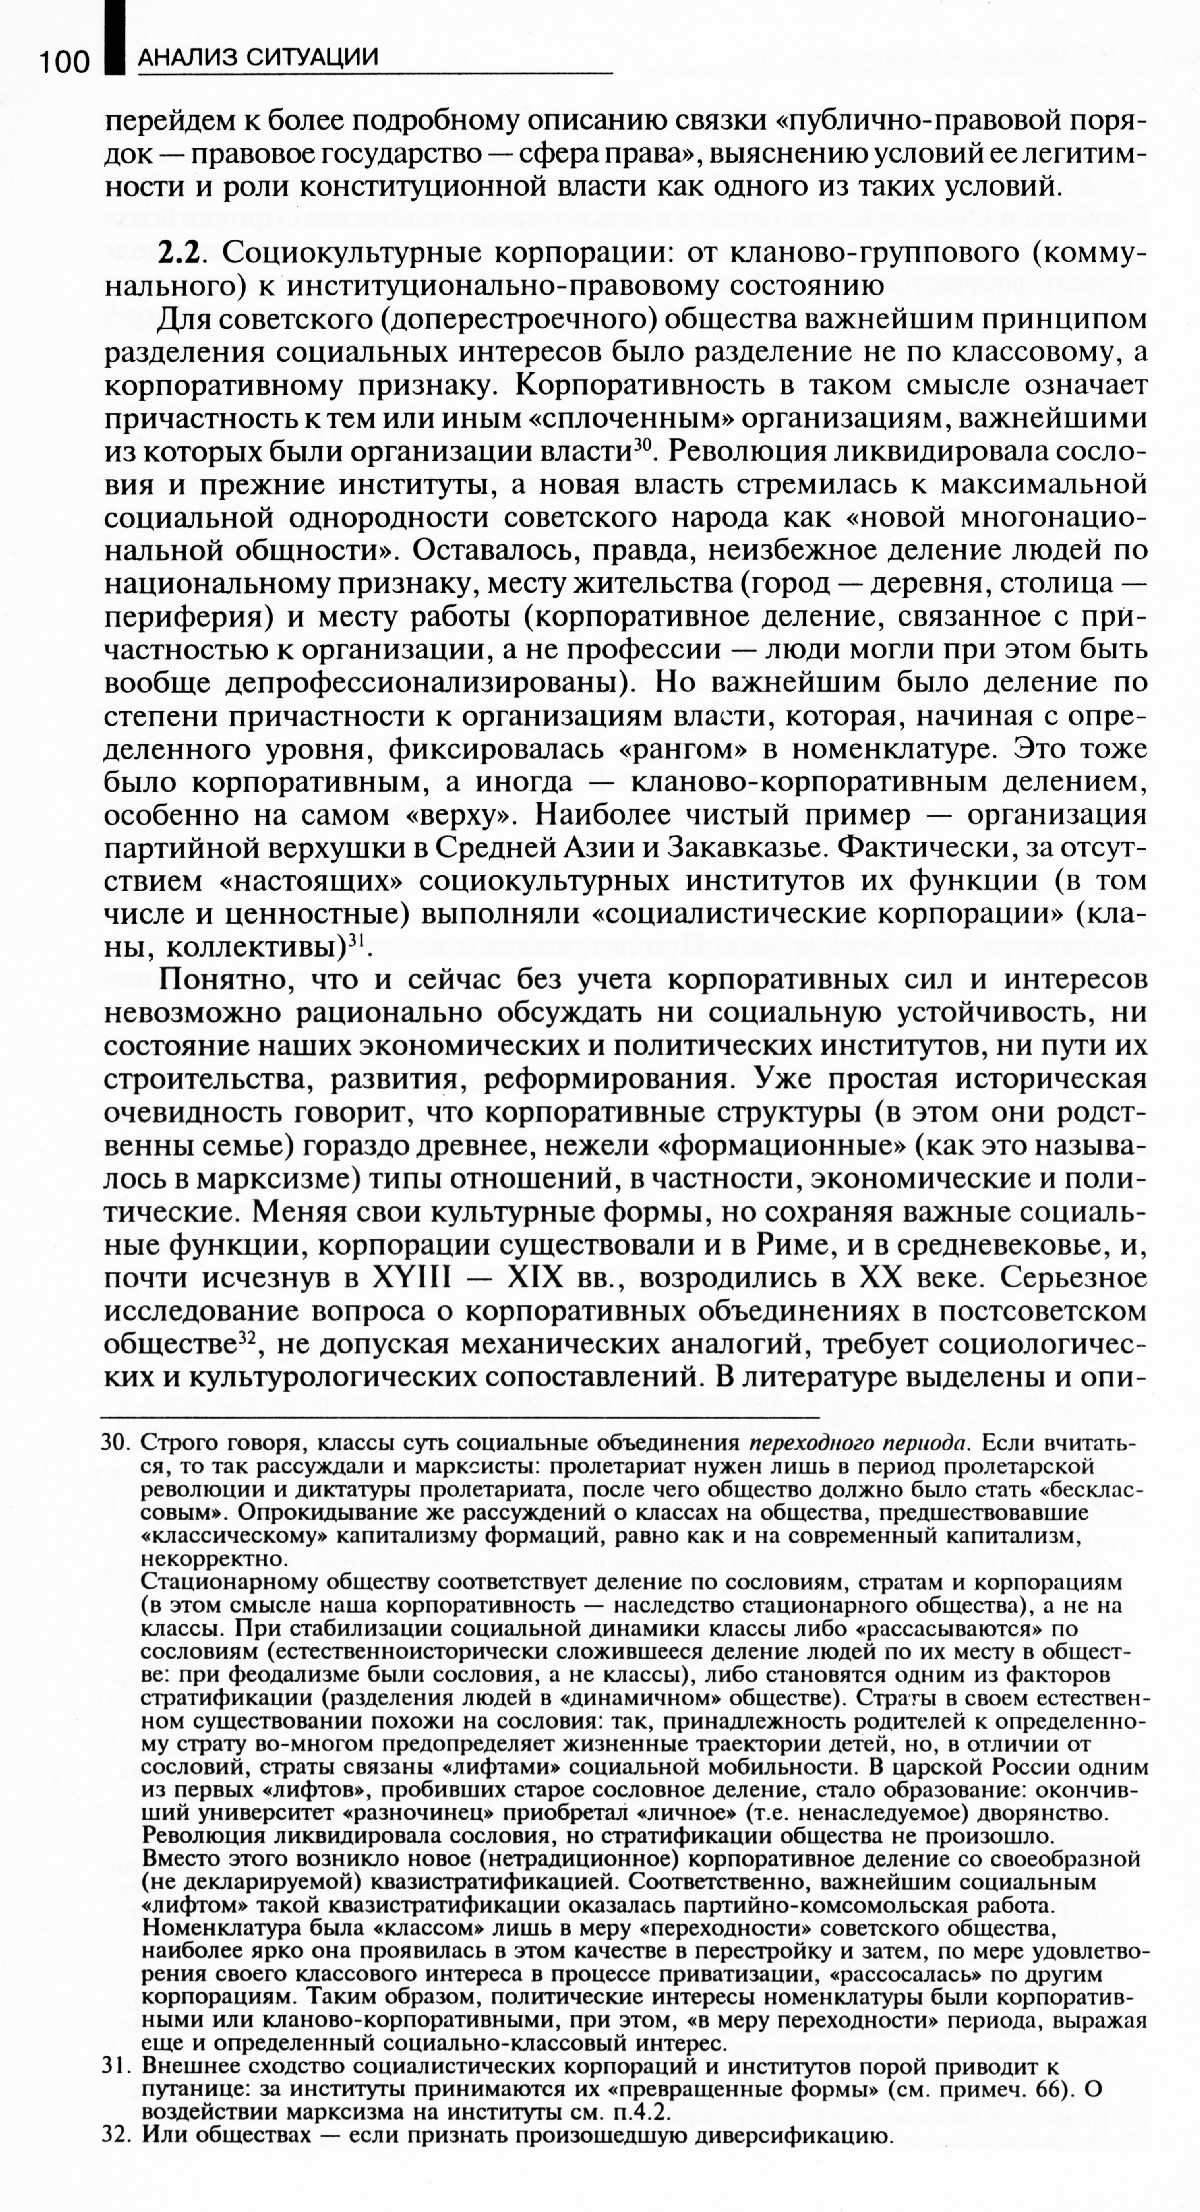 100 АНАЛИЗ СИТУАЦИИ
перейдем к более подробному описанию связки «публично-правовой поря-
док — правовое государство — сфера права», выяснению условий ее легитим-
ности и роли конституционной власти как одного из таких условий.
2.2. Социокультурные корпорации: от кланово-группового (комму-
нального) к институционально-правовому состоянию
Для советского (доперестроечного) общества важнейшим принципом
разделения социальных интересов было разделение не по классовому, а
корпоративному признаку. Корпоративность в таком смысле означает
причастность к тем или иным «сплоченным» организациям, важнейшими
из которых были организации власти³⁰. Революция ликвидировала сосло-
вия и прежние институты, а новая власть стремилась к максимальной
социальной однородности советского народа как «новой многонацио-
нальной общности». Оставалось, правда, неизбежное деление людей по
национальному признаку, месту жительства (город — деревня, столица —
периферия) и месту работы (корпоративное деление, связанное с при-
частностью к организации, а не профессии — люди могли при этом быть
вообще депрофессионализированы). Но важнейшим было деление по
степени причастности к организациям власти, которая, начиная с опре-
деленного уровня, фиксировалась «рангом» в номенклатуре. Это тоже
было корпоративным, а иногда — кланово-корпоративным делением,
особенно на самом «верху». Наиболее чистый пример — организация
партийной верхушки в Средней Азии и Закавказье. Фактически, за отсут-
ствием «настоящих» социокультурных институтов их функции (в том
числе и ценностные) выполняли «социалистические корпорации» (кла-
ны, коллективы)³¹.
Понятно, что и сейчас без учета корпоративных сил и интересов
невозможно рационально обсуждать ни социальную устойчивость, ни
состояние наших экономических и политических институтов, ни пути их
строительства, развития, реформирования. Уже простая историческая
очевидность говорит, что корпоративные структуры (в этом они родст-
венны семье) гораздо древнее, нежели «формационные» (как это называ-
лось в марксизме) типы отношений, в частности, экономические и поли-
тические. Меняя свои культурные формы, но сохраняя важные социаль-
ные функции, корпорации существовали и в Риме, и в средневековье, и,
почти исчезнув в XYIII — XIX вв., возродились в XX веке. Серьезное
исследование вопроса о корпоративных объединениях в постсоветском
обществе³², не допуская механических аналогий, требует социологичес-
ких и культурологических сопоставлений. В литературе выделены и опи-
30. Строго говоря, классы суть социальные объединения переходного периода. Если вчитать-
ся, то так рассуждали и марксисты: пролетариат нужен лишь в период пролетарской
революции и диктатуры пролетариата, после чего общество должно было стать «бесклас-
совым». Опрокидывание же рассуждений о классах на общества, предшествовавшие
«классическому» капитализму формаций, равно как и на современный капитализм,
некорректно.
Стационарному обществу соответствует деление по сословиям, стратам и корпорациям
(в этом смысле наша корпоративность — наследство стационарного общества), а не на
классы. При стабилизации социальной динамики классы либо «рассасываются» по
сословиям (естественноисторически сложившееся деление людей по их месту в общест-
ве: при феодализме были сословия, а не классы), либо становятся одним из факторов
стратификации (разделения людей в «динамичном» обществе). Страты в своем естествен-
ном существовании похожи на сословия: так, принадлежность родителей к определенно-
му страту во-многом предопределяет жизненные траектории детей, но, в отличии от
сословий, страты связаны «лифтами» социальной мобильности. В царской России одним
из первых «лифтов», пробивших старое сословное деление, стало образование: окончив-
ший университет «разночинец» приобретал «личное» (т.е. ненаследуемое) дворянство.
Революция ликвидировала сословия, но стратификации общества не произошло.
Вместо этого возникло новое (нетрадиционное) корпоративное деление со своеобразной
(не декларируемой) квазистратификацией. Соответственно, важнейшим социальным
«лифтом» такой квазистратификации оказалась партийно-комсомольская работа.
Номенклатура была «классом» лишь в меру «переходности» советского общества,
наиболее ярко она проявилась в этом качестве в перестройку и затем, по мере удовлетво-
рения своего классового интереса в процессе приватизации, «рассосалась» по другим
корпорациям. Таким образом, политические интересы номенклатуры были корпоратив-
ными или кланово-корпоративными, при этом, «в меру переходности» периода, выражая
еще и определенный социально-классовый интерес.
31. Внешнее сходство социалистических корпораций и институтов порой приводит к
путанице: за институты принимаются их «превращенные формы» (см. примеч. 66). О
воздействии марксизма на институты см. п.4.2.
32. Или обществах — если признать произошедшую диверсификацию.